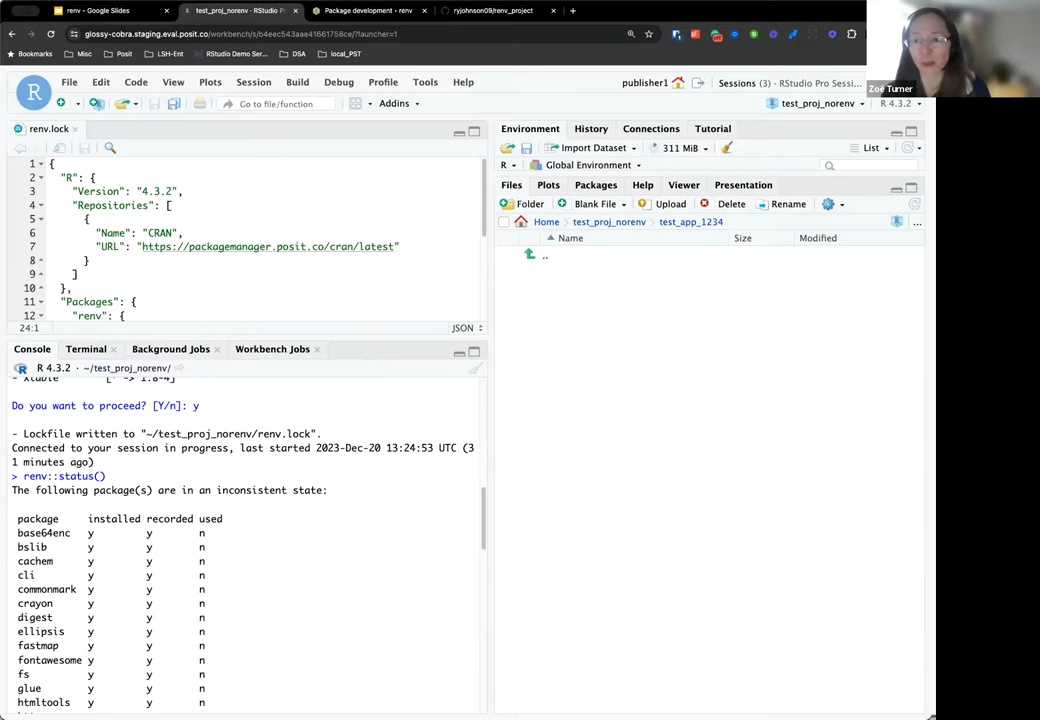 renv - Google Slides
test_proj_norenv - RStudio P
Package development • renv
ryjohnson09/renv_project
glossy-cobra.staging.eval.posit.co/workbench/s/b4eec543aae41661758ce/?launcher=1
Bookmarks
Misc
Posit
LSH-Ent
RStudio Demo Ser...
DSA
local_PST
Zoë Turner
File Edit Code View Plots Session Build Debug Profile Tools Help
publisher1
Sessions (3)
RStudio Pro Sessi...
Go to file/function
Addins
test_proj_norenv
R 4.3.2
renv.lock
1 {
2 "R": {
3 "Version": "4.3.2",
4 "Repositories": [
5 {
6 "Name": "CRAN",
7 "URL": "https://packagemanager.posit.co/cran/latest"
8 }
9 ]
10 },
11 "Packages": {
12 "renv": {
24:1
JSON
Console Terminal Background Jobs Workbench Jobs
R 4.3.2 · ~/test_proj_norenv/
- xtable [* -> 1.8-4]
Do you want to proceed? [Y/n]: y
- Lockfile written to "~/test_proj_norenv/renv.lock".
Connected to your session in progress, last started 2023-Dec-20 13:24:53 UTC (3
1 minutes ago)
> renv::status()
The following package(s) are in an inconsistent state:
package installed recorded used
base64enc y y n
bslib y y n
cachem y y n
cli y y n
commonmark y y n
crayon y y n
digest y y n
ellipsis y y n
fastmap y y n
fontawesome y y n
fs y y n
glue y y n
htmltools y y n
Environment History Connections Tutorial
Import Dataset
311 MiB
List
R
Global Environment
Files Plots Packages Help Viewer Presentation
Folder
Blank File
Upload
Delete
Rename
Home
test_proj_norenv
test_app_1234
...
Name Size Modified
..